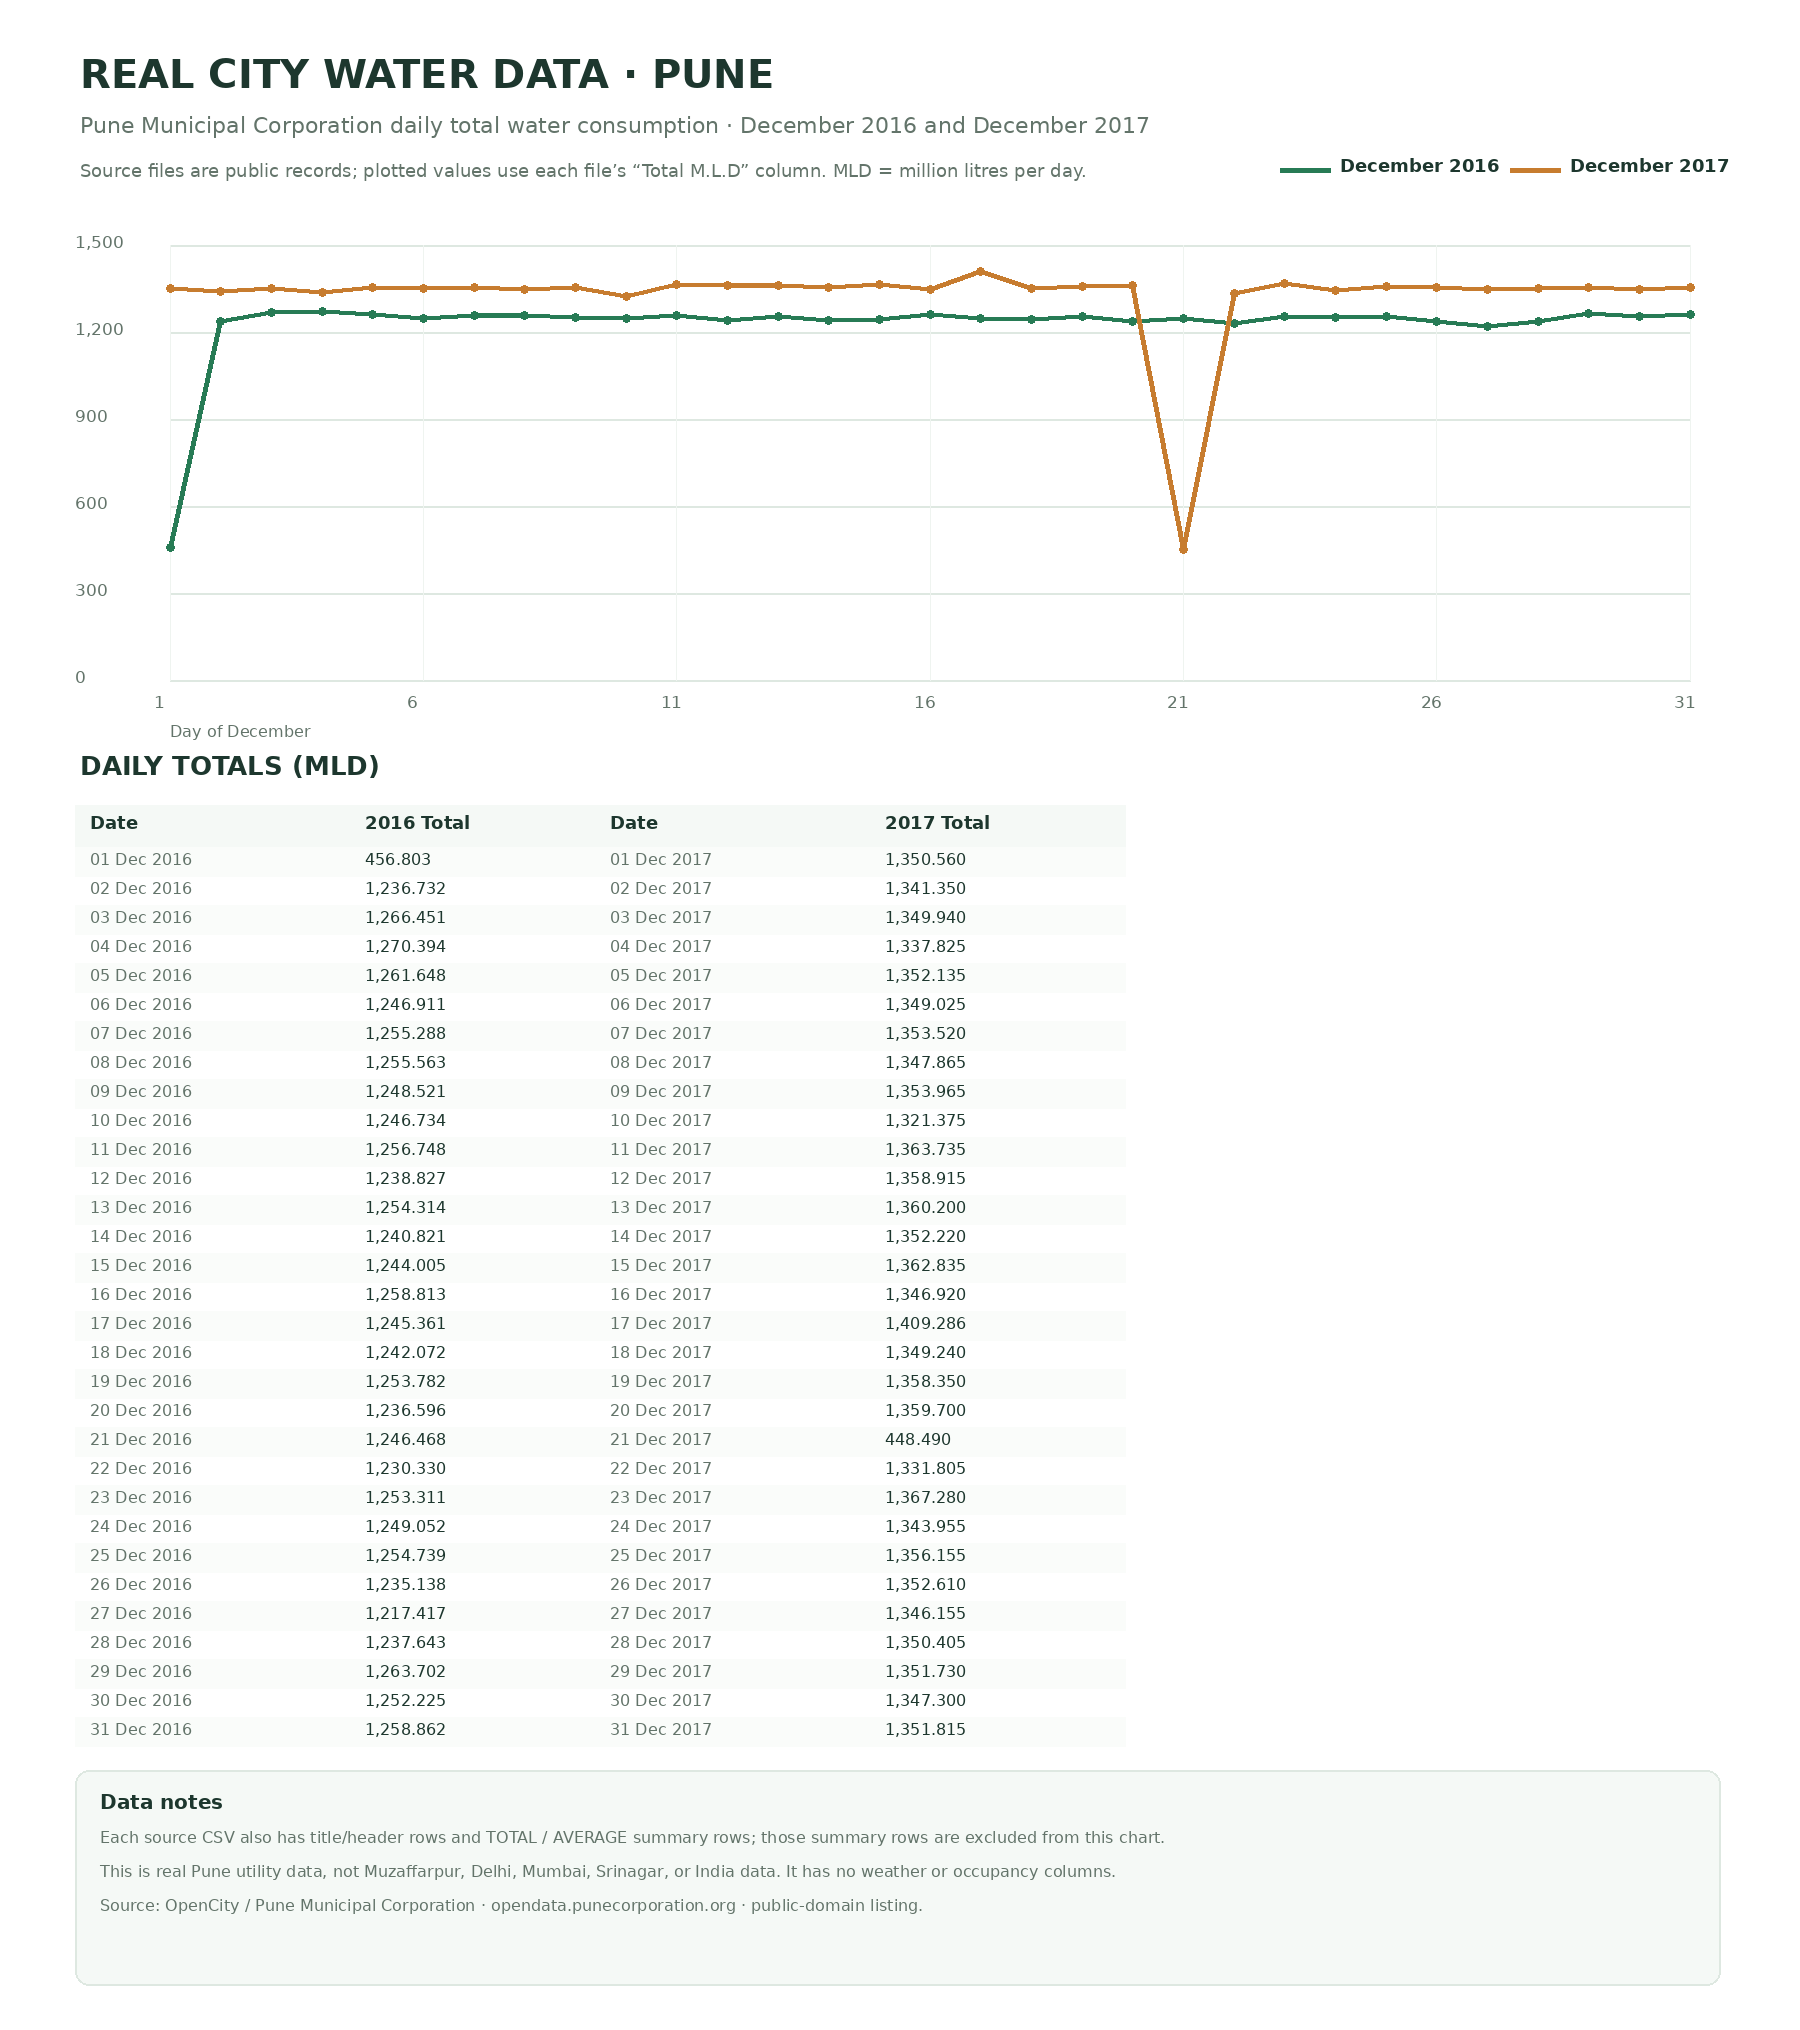 REAL CITY WATER DATA · PUNE
Pune Municipal Corporation daily total water consumption · December 2016 and December 2017
Source files are public records; plotted values use each file’s “Total M.L.D” column. MLD = million litres per day.
December 2016 December 2017
1,500
1,200
900
600
300
0
1 6 11 16 21 26 31
Day of December
DAILY TOTALS (MLD)
Date 2016 Total Date 2017 Total
01 Dec 2016 456.803 01 Dec 2017 1,350.560
02 Dec 2016 1,236.732 02 Dec 2017 1,341.350
03 Dec 2016 1,266.451 03 Dec 2017 1,349.940
04 Dec 2016 1,270.394 04 Dec 2017 1,337.825
05 Dec 2016 1,261.648 05 Dec 2017 1,352.135
06 Dec 2016 1,246.911 06 Dec 2017 1,349.025
07 Dec 2016 1,255.288 07 Dec 2017 1,353.520
08 Dec 2016 1,255.563 08 Dec 2017 1,347.865
09 Dec 2016 1,248.521 09 Dec 2017 1,353.965
10 Dec 2016 1,246.734 10 Dec 2017 1,321.375
11 Dec 2016 1,256.748 11 Dec 2017 1,363.735
12 Dec 2016 1,238.827 12 Dec 2017 1,358.915
13 Dec 2016 1,254.314 13 Dec 2017 1,360.200
14 Dec 2016 1,240.821 14 Dec 2017 1,352.220
15 Dec 2016 1,244.005 15 Dec 2017 1,362.835
16 Dec 2016 1,258.813 16 Dec 2017 1,346.920
17 Dec 2016 1,245.361 17 Dec 2017 1,409.286
18 Dec 2016 1,242.072 18 Dec 2017 1,349.240
19 Dec 2016 1,253.782 19 Dec 2017 1,358.350
20 Dec 2016 1,236.596 20 Dec 2017 1,359.700
21 Dec 2016 1,246.468 21 Dec 2017 448.490
22 Dec 2016 1,230.330 22 Dec 2017 1,331.805
23 Dec 2016 1,253.311 23 Dec 2017 1,367.280
24 Dec 2016 1,249.052 24 Dec 2017 1,343.955
25 Dec 2016 1,254.739 25 Dec 2017 1,356.155
26 Dec 2016 1,235.138 26 Dec 2017 1,352.610
27 Dec 2016 1,217.417 27 Dec 2017 1,346.155
28 Dec 2016 1,237.643 28 Dec 2017 1,350.405
29 Dec 2016 1,263.702 29 Dec 2017 1,351.730
30 Dec 2016 1,252.225 30 Dec 2017 1,347.300
31 Dec 2016 1,258.862 31 Dec 2017 1,351.815
Data notes
Each source CSV also has title/header rows and TOTAL / AVERAGE summary rows; those summary rows are excluded from this chart.
This is real Pune utility data, not Muzaffarpur, Delhi, Mumbai, Srinagar, or India data. It has no weather or occupancy columns.
Source: OpenCity / Pune Municipal Corporation · opendata.punecorporation.org · public-domain listing.